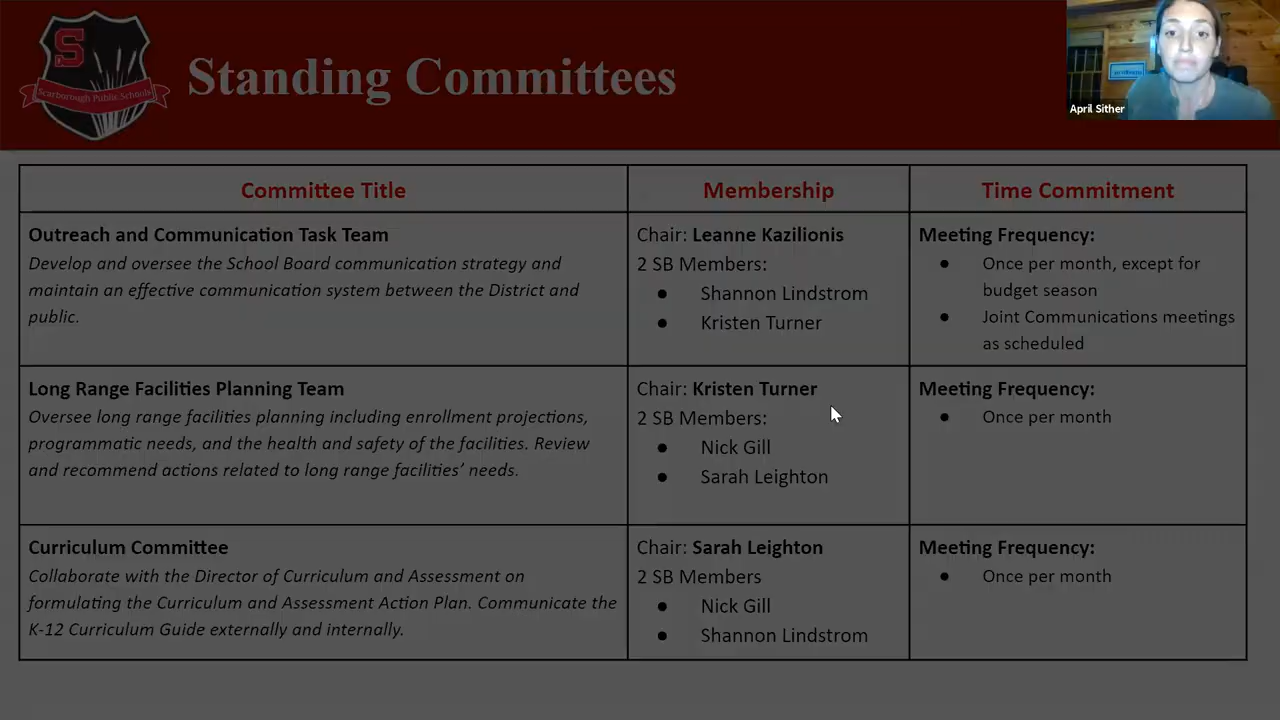 S
Scarborough Public Schools
Standing Committees
April Sither
Committee Title
Membership
Time Commitment
Outreach and Communication Task Team
Develop and oversee the School Board communication strategy and
maintain an effective communication system between the District and
public.
Chair: Leanne Kazilionis
2 SB Members:
● Shannon Lindstrom
● Kristen Turner
Meeting Frequency:
● Once per month, except for
budget season
● Joint Communications meetings
as scheduled
Long Range Facilities Planning Team
Oversee long range facilities planning including enrollment projections,
programmatic needs, and the health and safety of the facilities. Review
and recommend actions related to long range facilities’ needs.
Chair: Kristen Turner
2 SB Members:
● Nick Gill
● Sarah Leighton
Meeting Frequency:
● Once per month
Curriculum Committee
Collaborate with the Director of Curriculum and Assessment on
formulating the Curriculum and Assessment Action Plan. Communicate the
K-12 Curriculum Guide externally and internally.
Chair: Sarah Leighton
2 SB Members
● Nick Gill
● Shannon Lindstrom
Meeting Frequency:
● Once per month